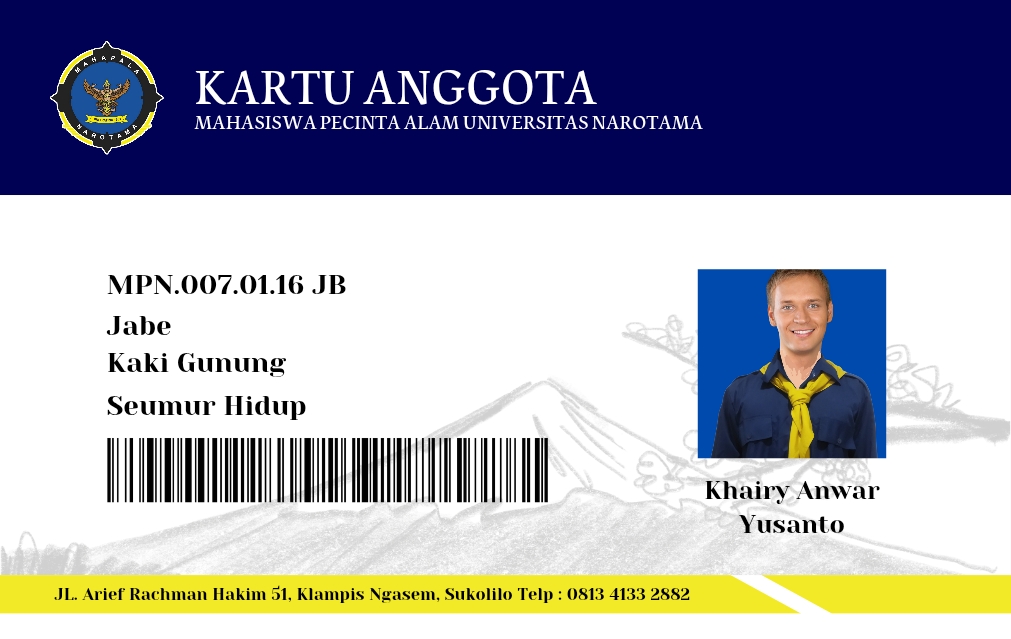 MAHAPALA
NAROTAMA
KARTU ANGGOTA
MAHASISWA PECINTA ALAM UNIVERSITAS NAROTAMA
MPN.007.01.16 JB
Jabe
Kaki Gunung
Seumur Hidup
Khairy Anwar
Yusanto
JL. Arief Rachman Hakim 51, Klampis Ngasem, Sukolilo Telp : 0813 4133 2882